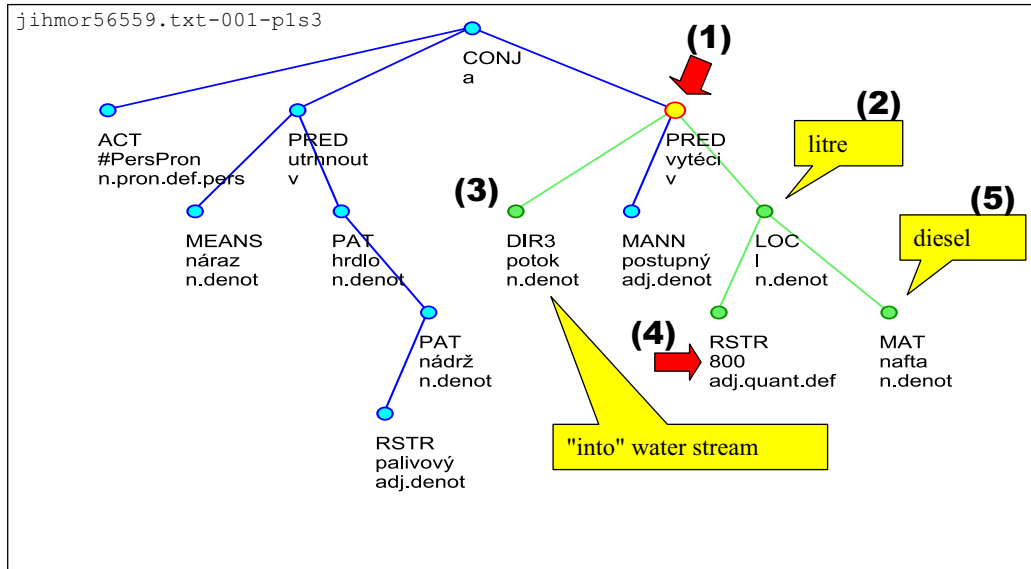 jihmor56559.txt-001-p1s3
CONJ
a
(1)
ACT
#PersPron
n.pron.def.pers
PRED
utrhnout
v
PRED
vytéci
v
(2)
litre
(3)
MEANS
náraz
n.denot
PAT
hrdlo
n.denot
DIR3
potok
n.denot
MANN
postupný
adj.denot
LOC
l
n.denot
(5)
diesel
PAT
nádrž
n.denot
(4)
RSTR
800
adj.quant.def
MAT
nafta
n.denot
RSTR
palivový
adj.denot
"into" water stream